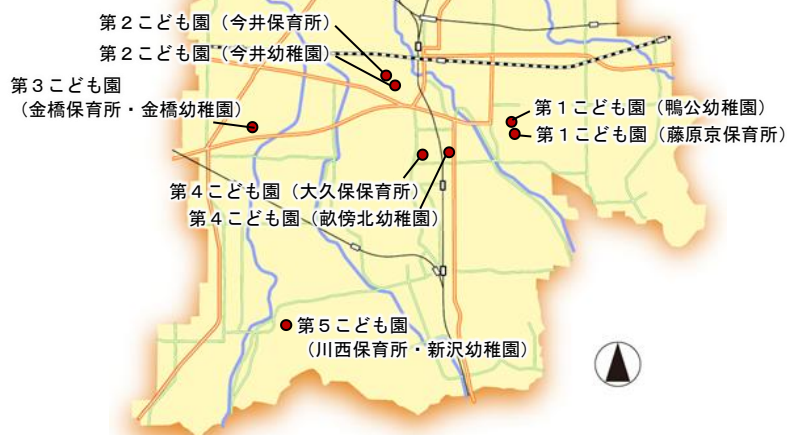 第２こども園（今井保育所）
第２こども園（今井幼稚園）
第３こども園
（金橋保育所・金橋幼稚園）
第１こども園（鴨公幼稚園）
第１こども園（藤原京保育所）
第４こども園（大久保保育所）
第４こども園（畝傍北幼稚園）
第５こども園
（川西保育所・新沢幼稚園）